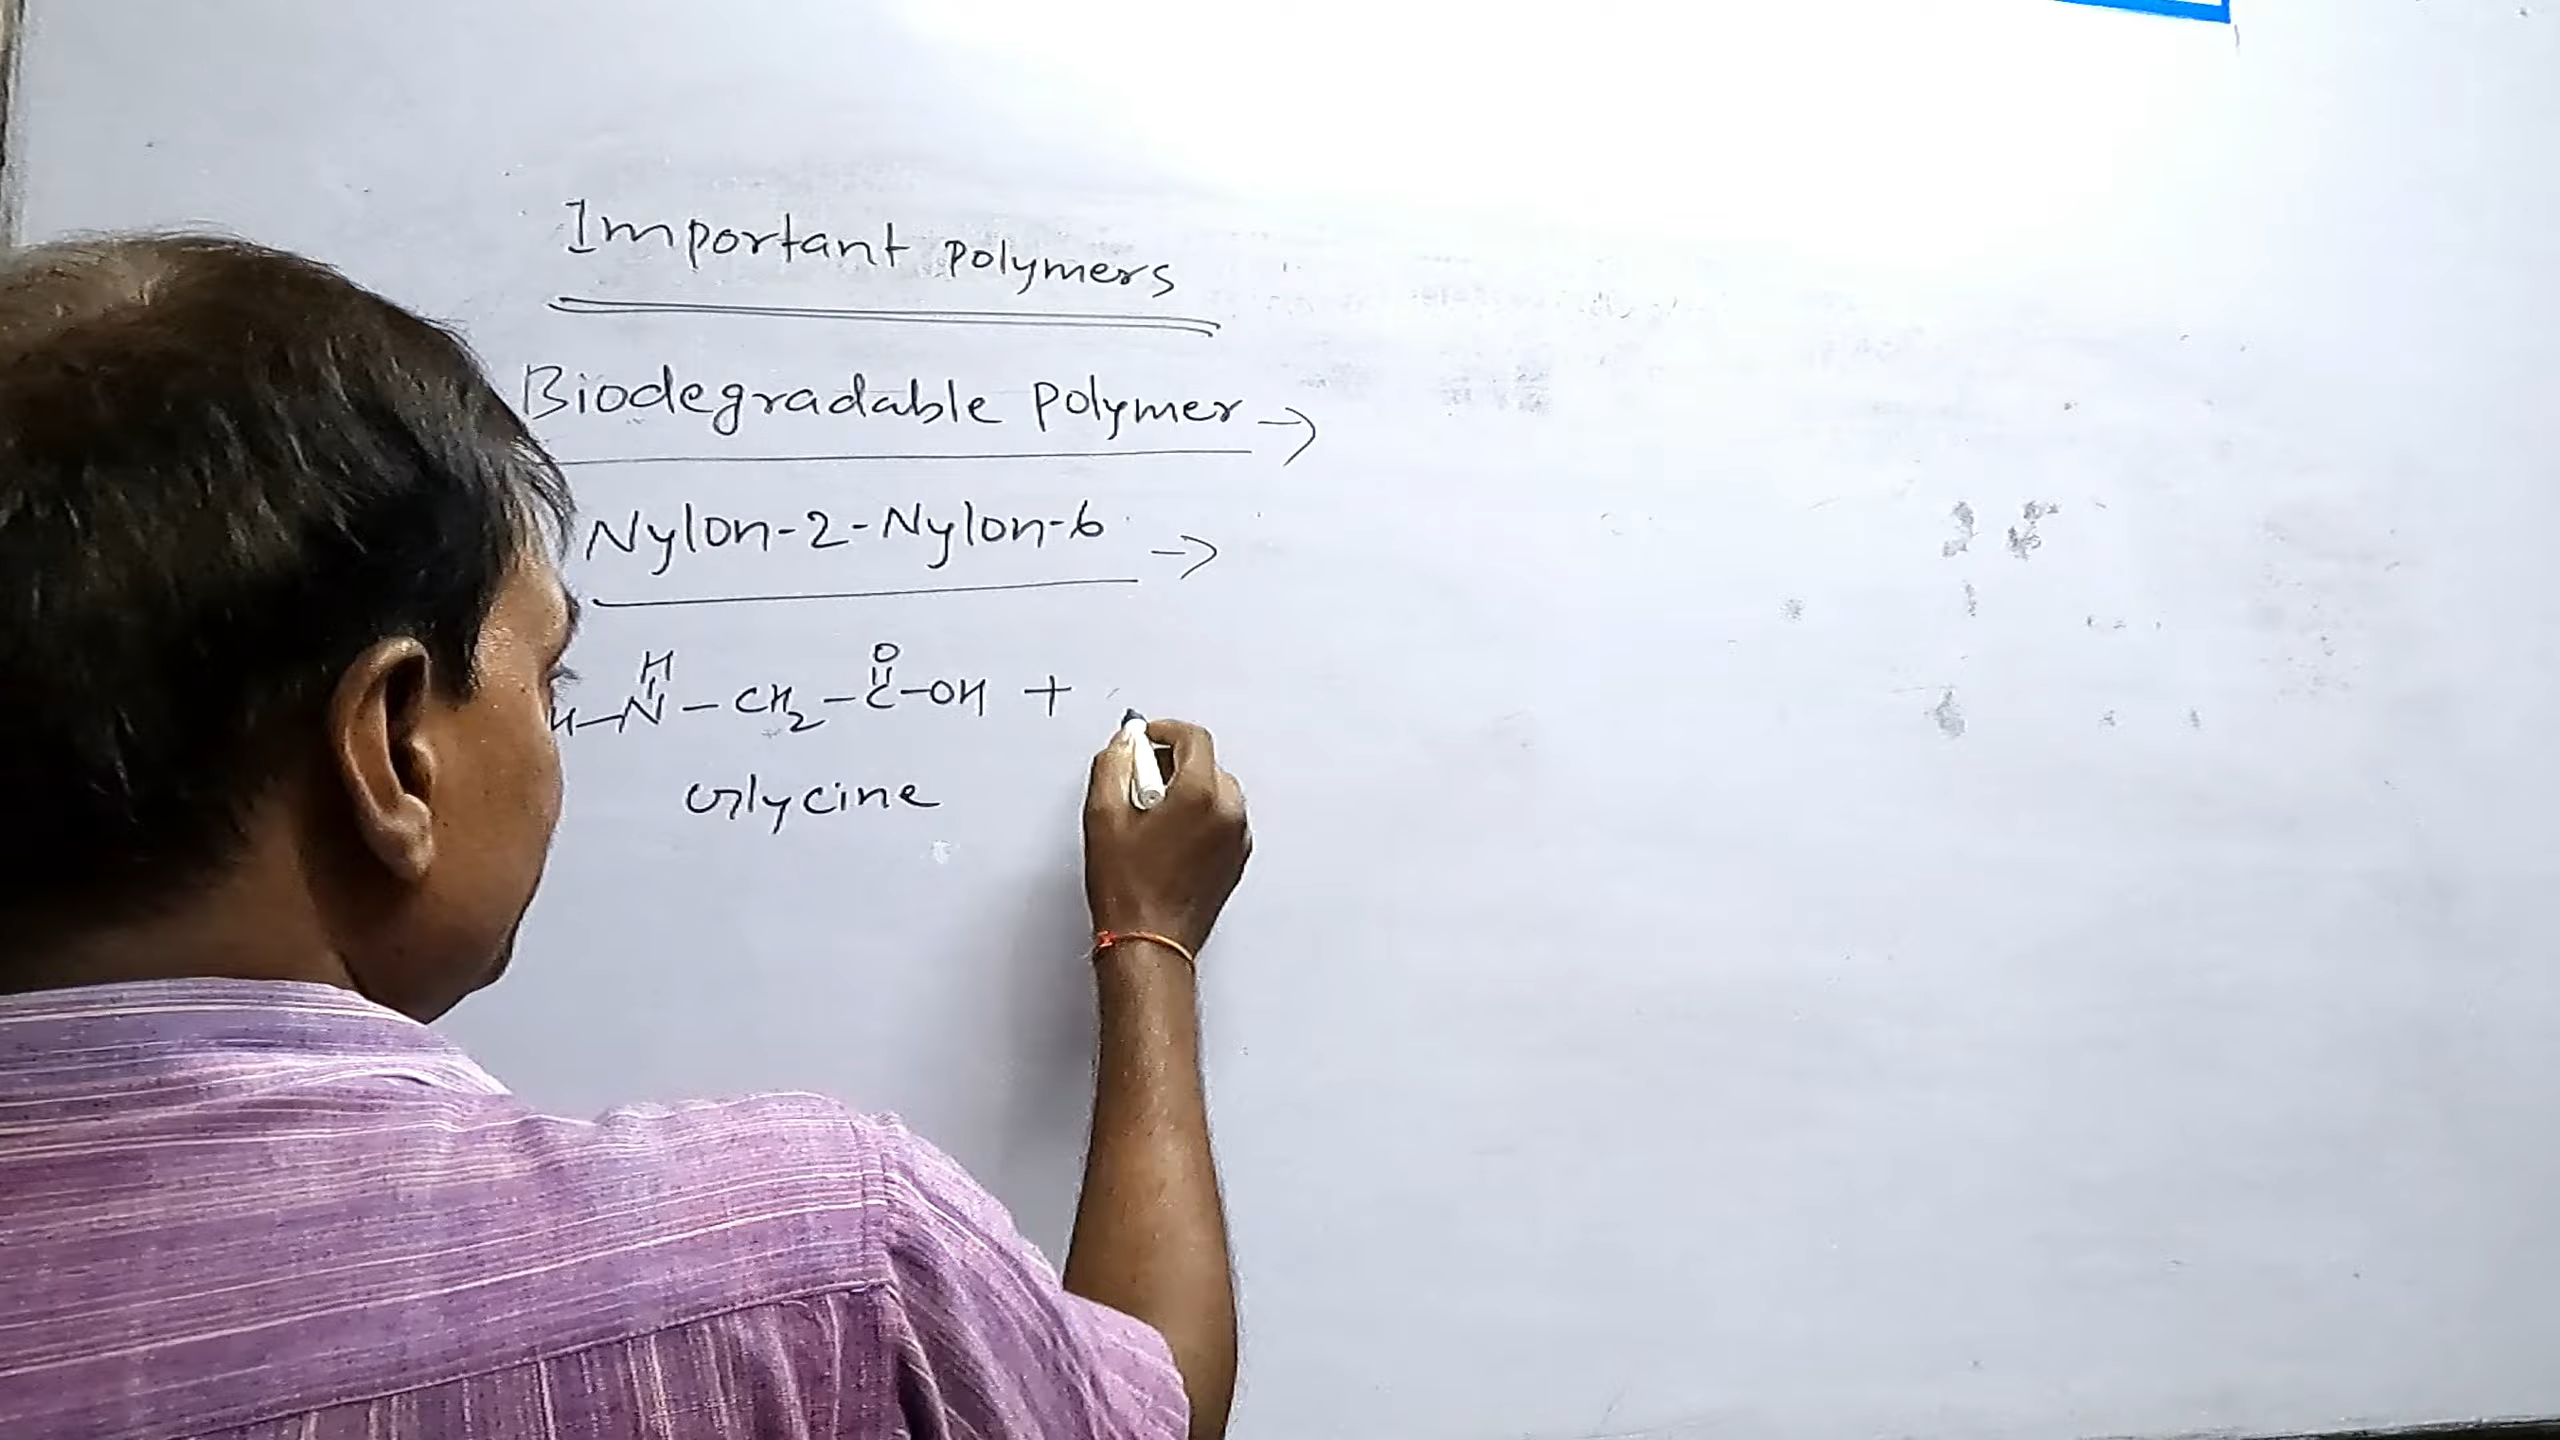 Important polymers
Biodegradable polymer →
Nylon-2-Nylon-6 →
H O
H-N-CH2-C-OH +
Glycine